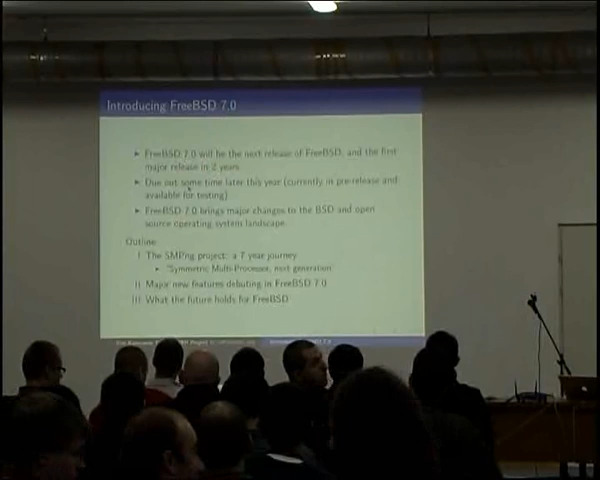 Introducing FreeBSD 7.0
► FreeBSD 7.0 will be the next release of FreeBSD, and the first
major release in 2 years
► Due out some time later this year (currently in pre-release and
available for testing)
► FreeBSD 7.0 brings major changes to the BSD and open
source operating system landscape.
Outline:
I The SMPng project: a 7 year journey
"Symmetric Multi-Processor, next generation"
II Major new features debuting in FreeBSD 7.0
III What the future holds for FreeBSD